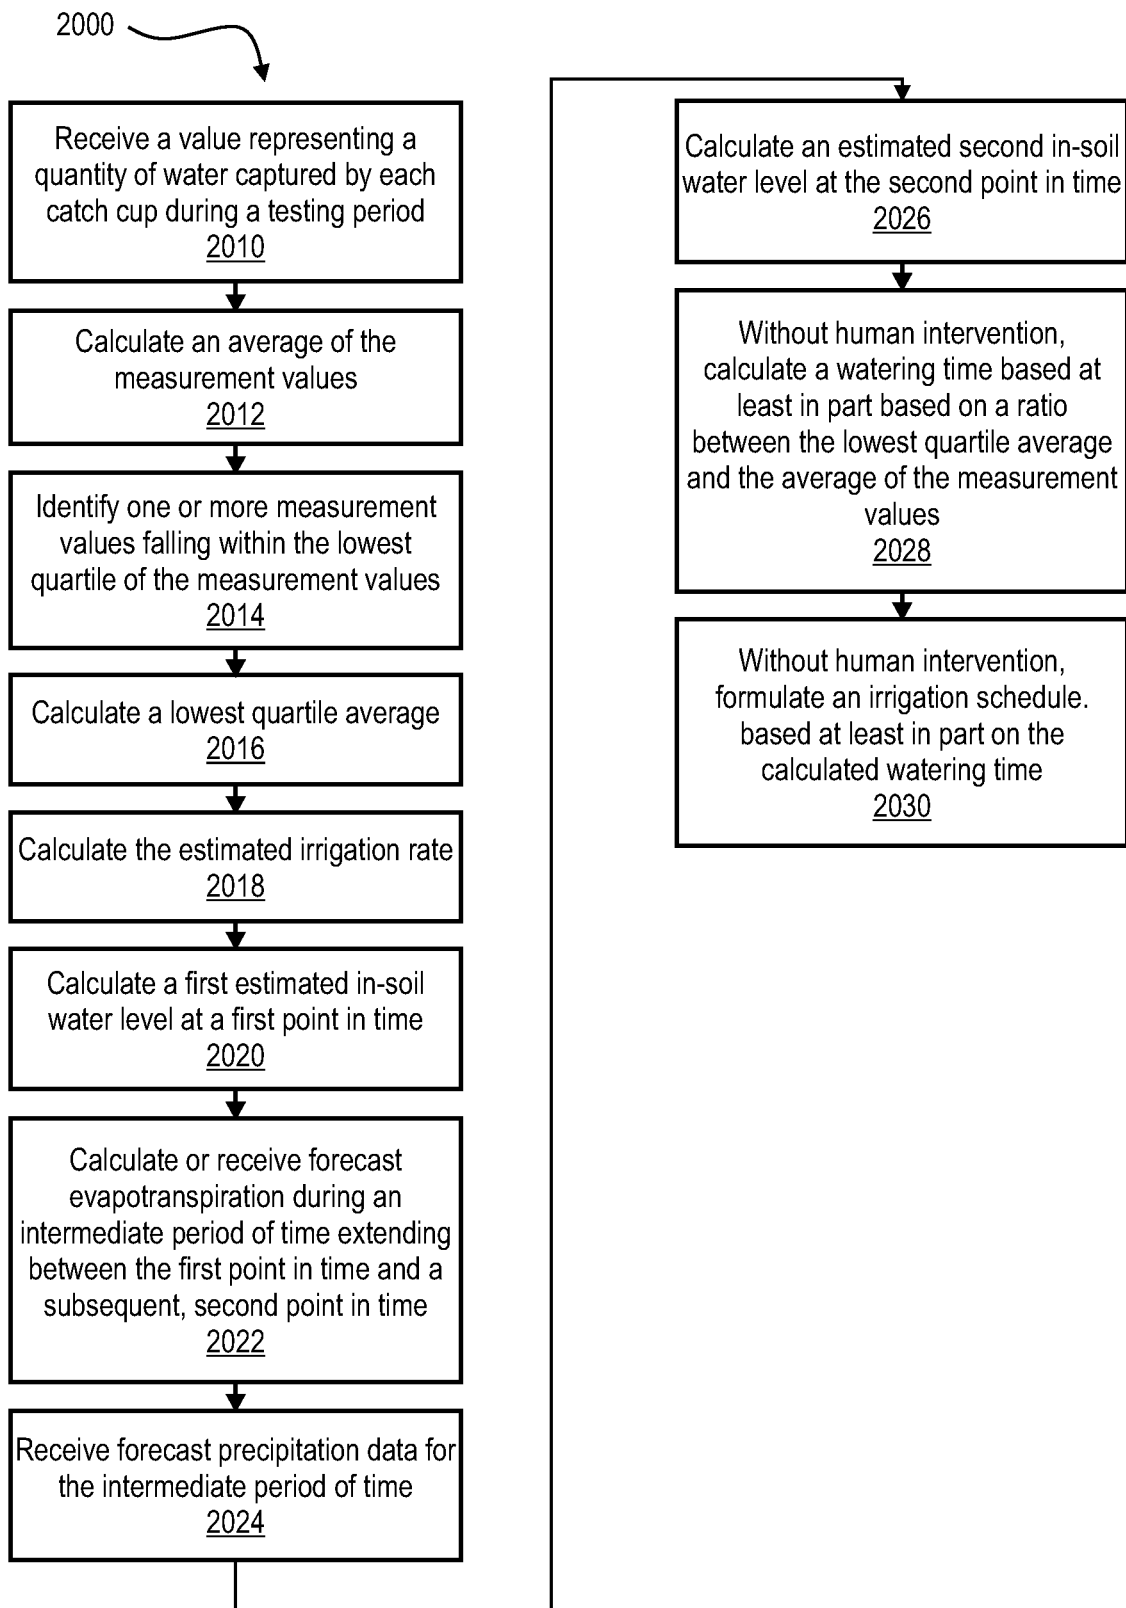 2000
Receive a value representing a
quantity of water captured by each
catch cup during a testing period
2010
Calculate an average of the
measurement values
2012
Identify one or more measurement
values falling within the lowest
quartile of the measurement values
2014
Calculate a lowest quartile average
2016
Calculate the estimated irrigation rate
2018
Calculate a first estimated in-soil
water level at a first point in time
2020
Calculate or receive forecast
evapotranspiration during an
intermediate period of time extending
between the first point in time and a
subsequent, second point in time
2022
Receive forecast precipitation data for
the intermediate period of time
2024
Calculate an estimated second in-soil
water level at the second point in time
2026
Without human intervention,
calculate a watering time based at
least in part based on a ratio
between the lowest quartile average
and the average of the measurement
values
2028
Without human intervention,
formulate an irrigation schedule.
based at least in part on the
calculated watering time
2030